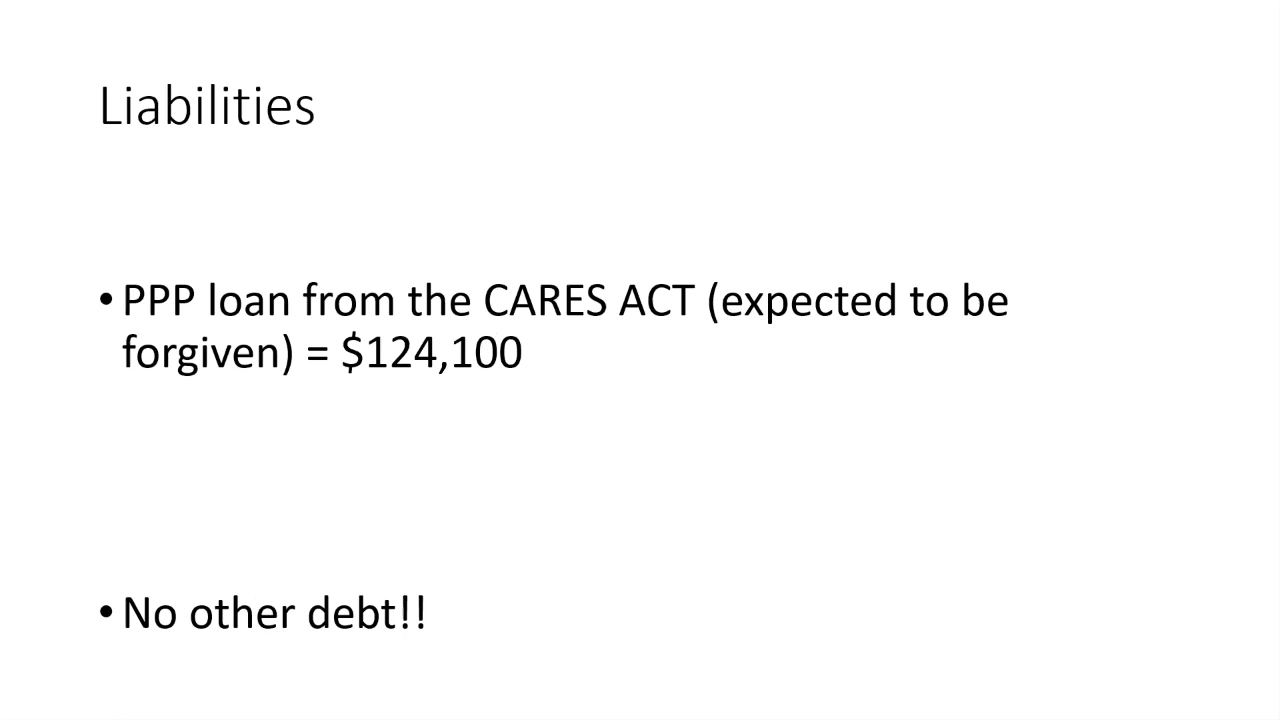 Liabilities
• PPP loan from the CARES ACT (expected to be
forgiven) = $124,100
• No other debt!!